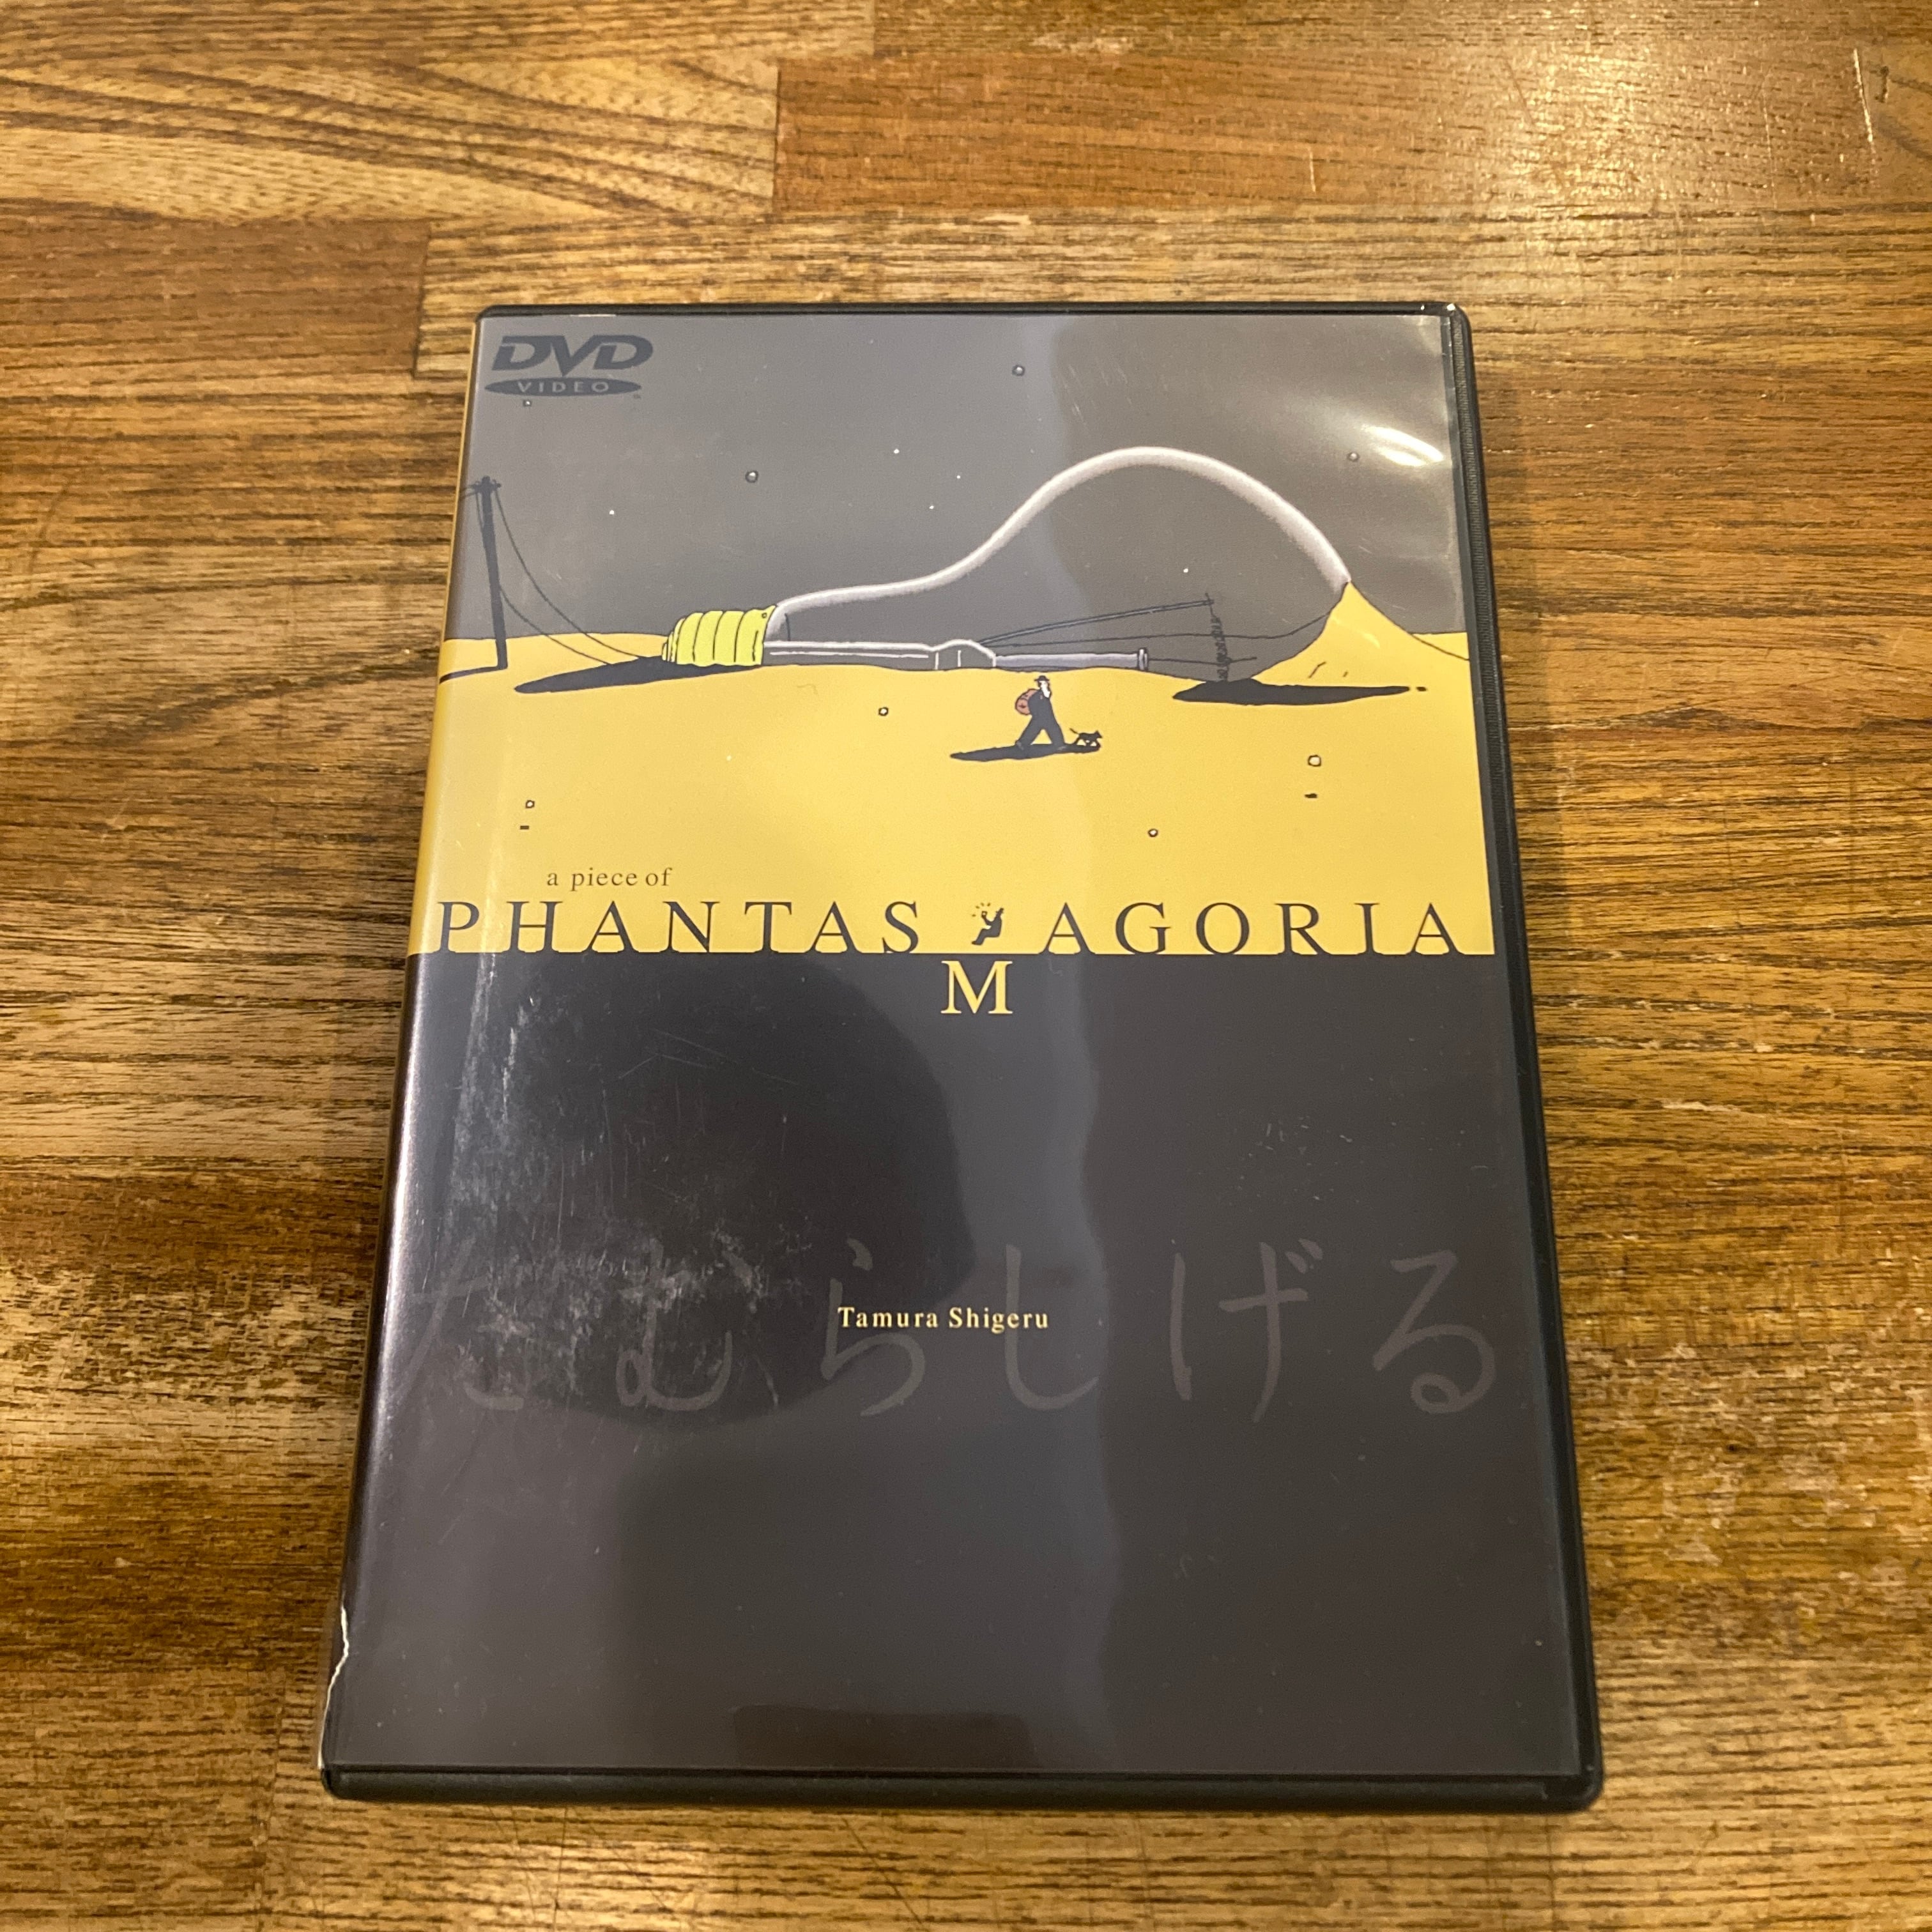 DVD
VIDEO
a piece of
PHANTAS AGORIA
M
Tamura Shigeru
たむらしげる